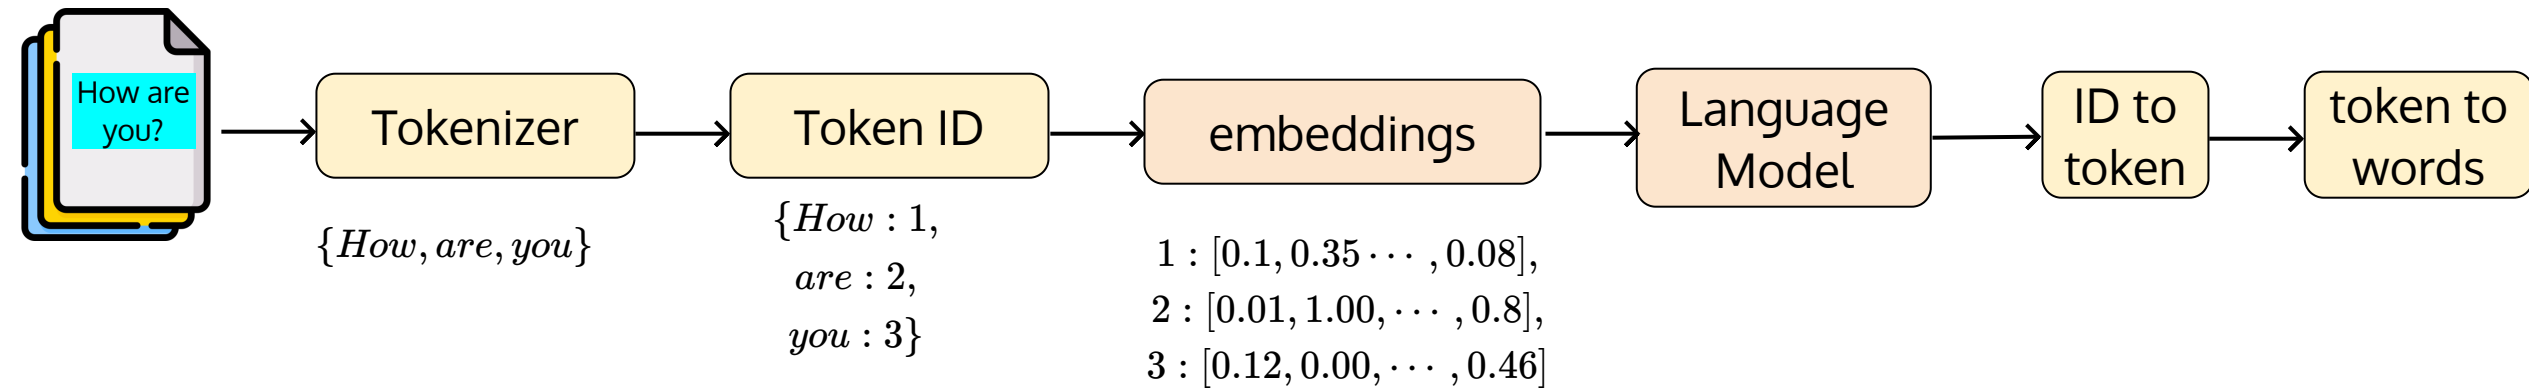 How are
you?
Tokenizer
{How, are, you}
Token ID
{How : 1,
are : 2,
you : 3}
embeddings
1 : [0.1, 0.35 ⋯ , 0.08],
2 : [0.01, 1.00, ⋯ , 0.8],
3 : [0.12, 0.00, ⋯ , 0.46]
Language
Model
ID to
token
token to
words